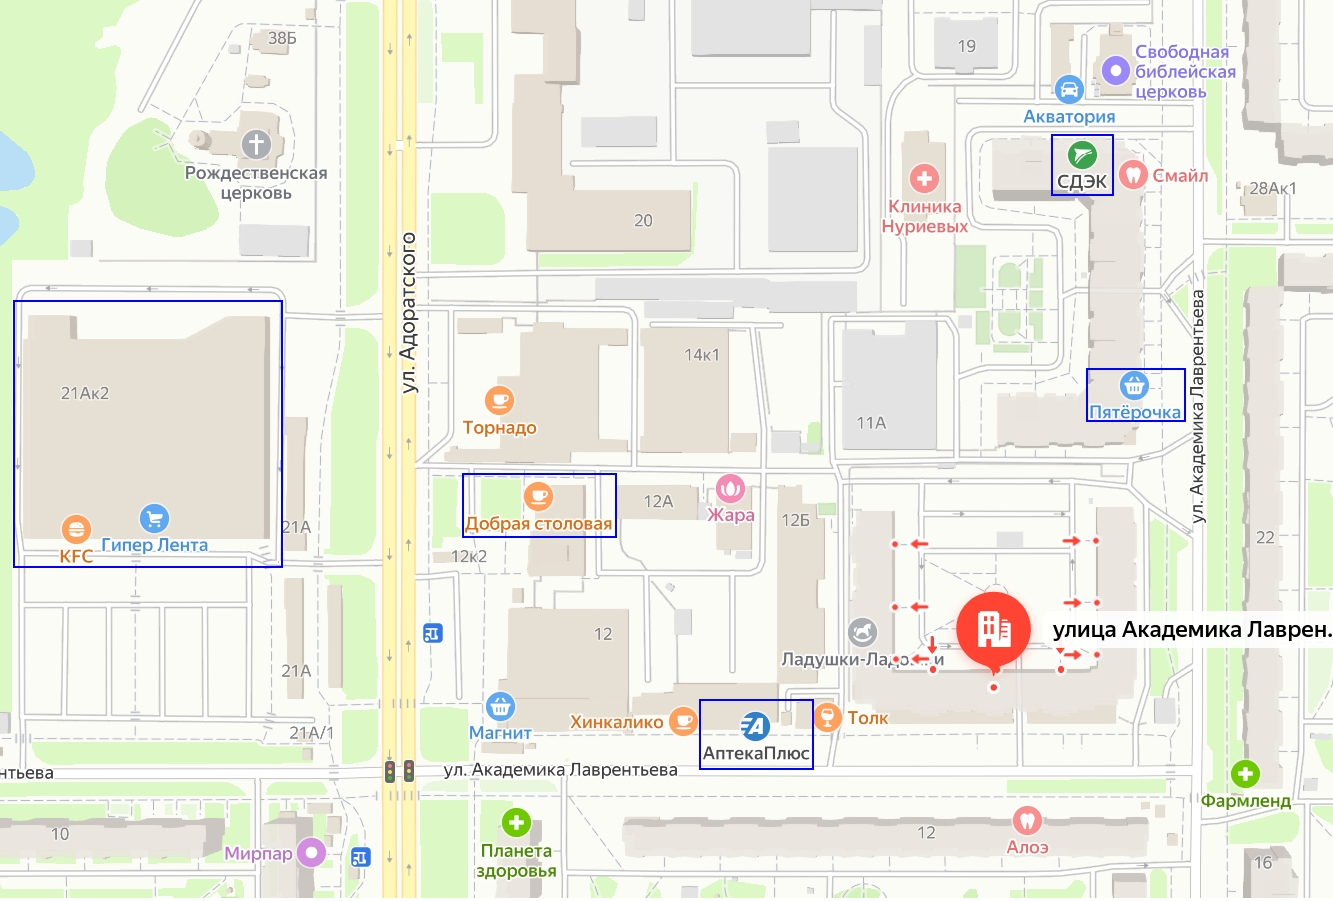 38Б
19
Свободная
библейская
церковь
Акватория
Рождественская
церковь
СДЭК
Смайл
28Ак1
Клиника
Нуриевых
20
ул. Адоратского
ул. Академика Лаврентьева
14к1
21Ак2
Торнадо
11А
Пятёрочка
Добрая столовая
12А
Жара
12Б
21А
KFC
Гипер Лента
12к2
22
12
улица Академика Лаврен.
Ладушки-Ладошки
21А
Магнит
Хинкалико
Толк
АптекаПлюс
21А/1
нтьева
ул. Академика Лаврентьева
Фармленд
10
12
Алоэ
Мирпар
Планета
здоровья
16